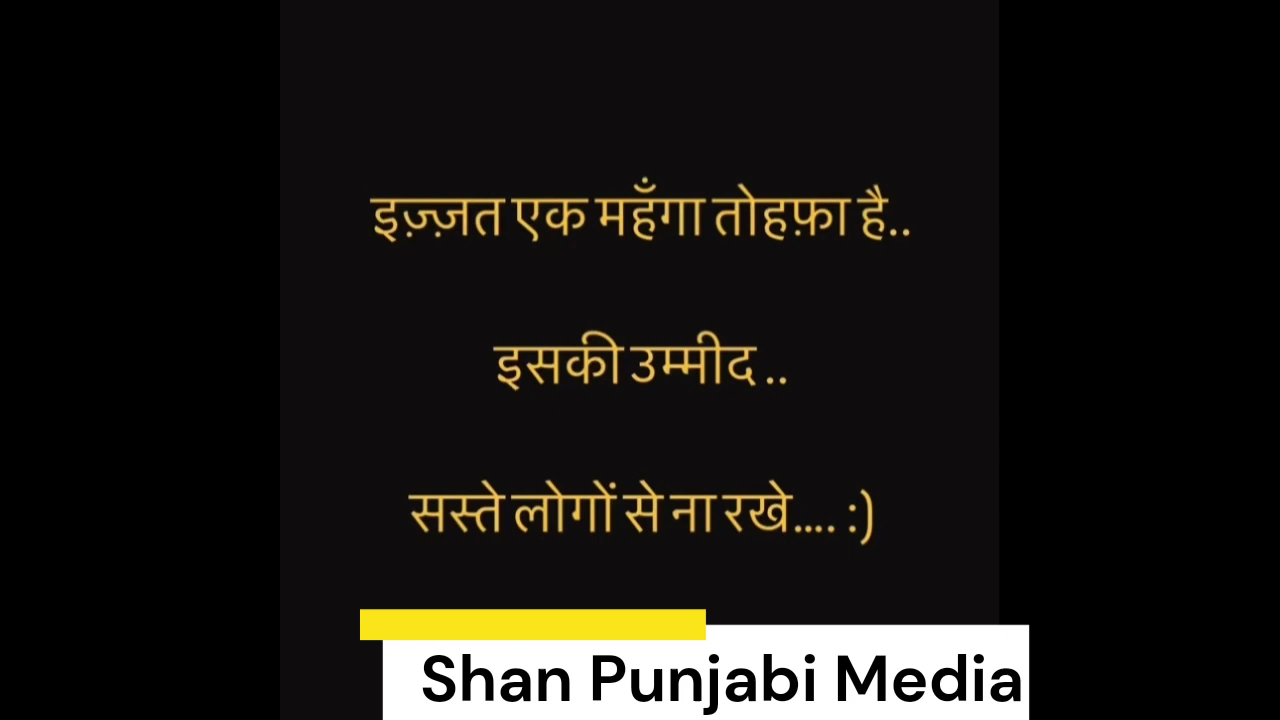 इज़्ज़त एक महँगा तोहफ़ा है..
इसकी उम्मीद ..
सस्ते लोगों से ना रखे.... :)
Shan Punjabi Media